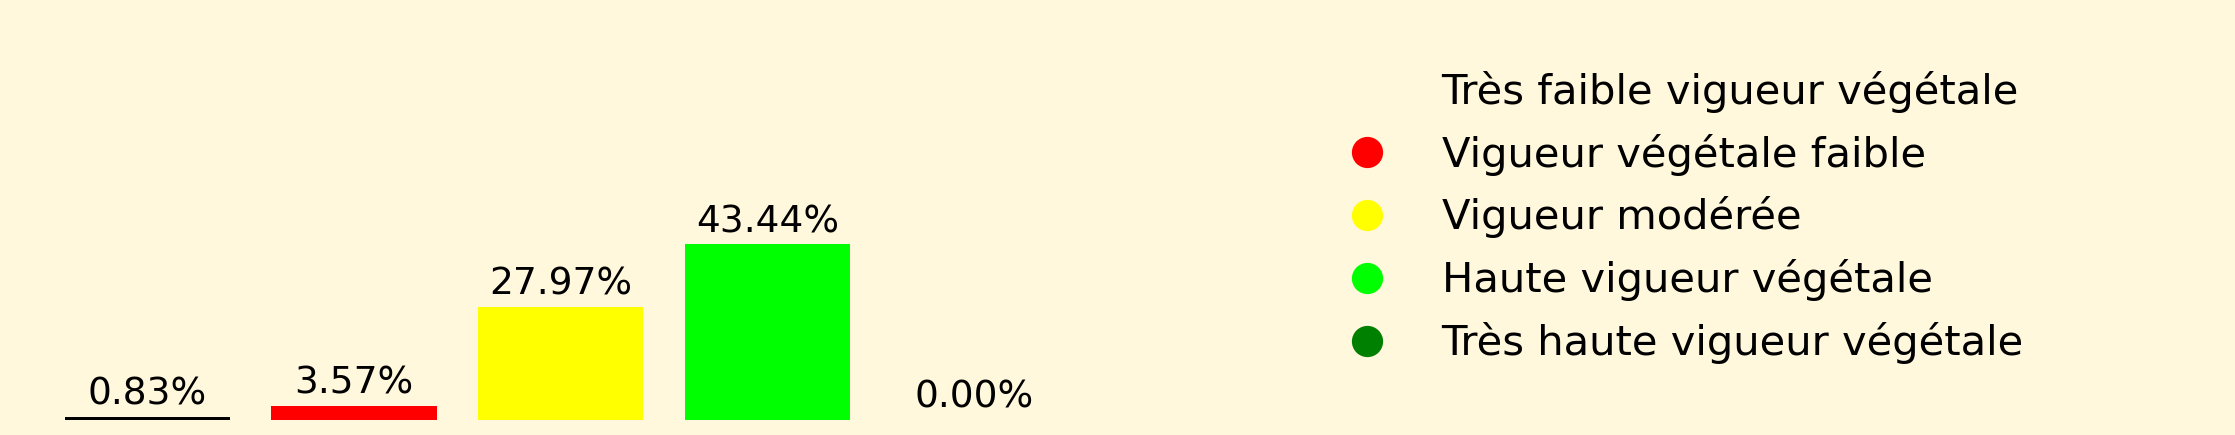 0.83%
3.57%
27.97%
43.44%
0.00%
Très faible vigueur végétale
Vigueur végétale faible
Vigueur modérée
Haute vigueur végétale
Très haute vigueur végétale